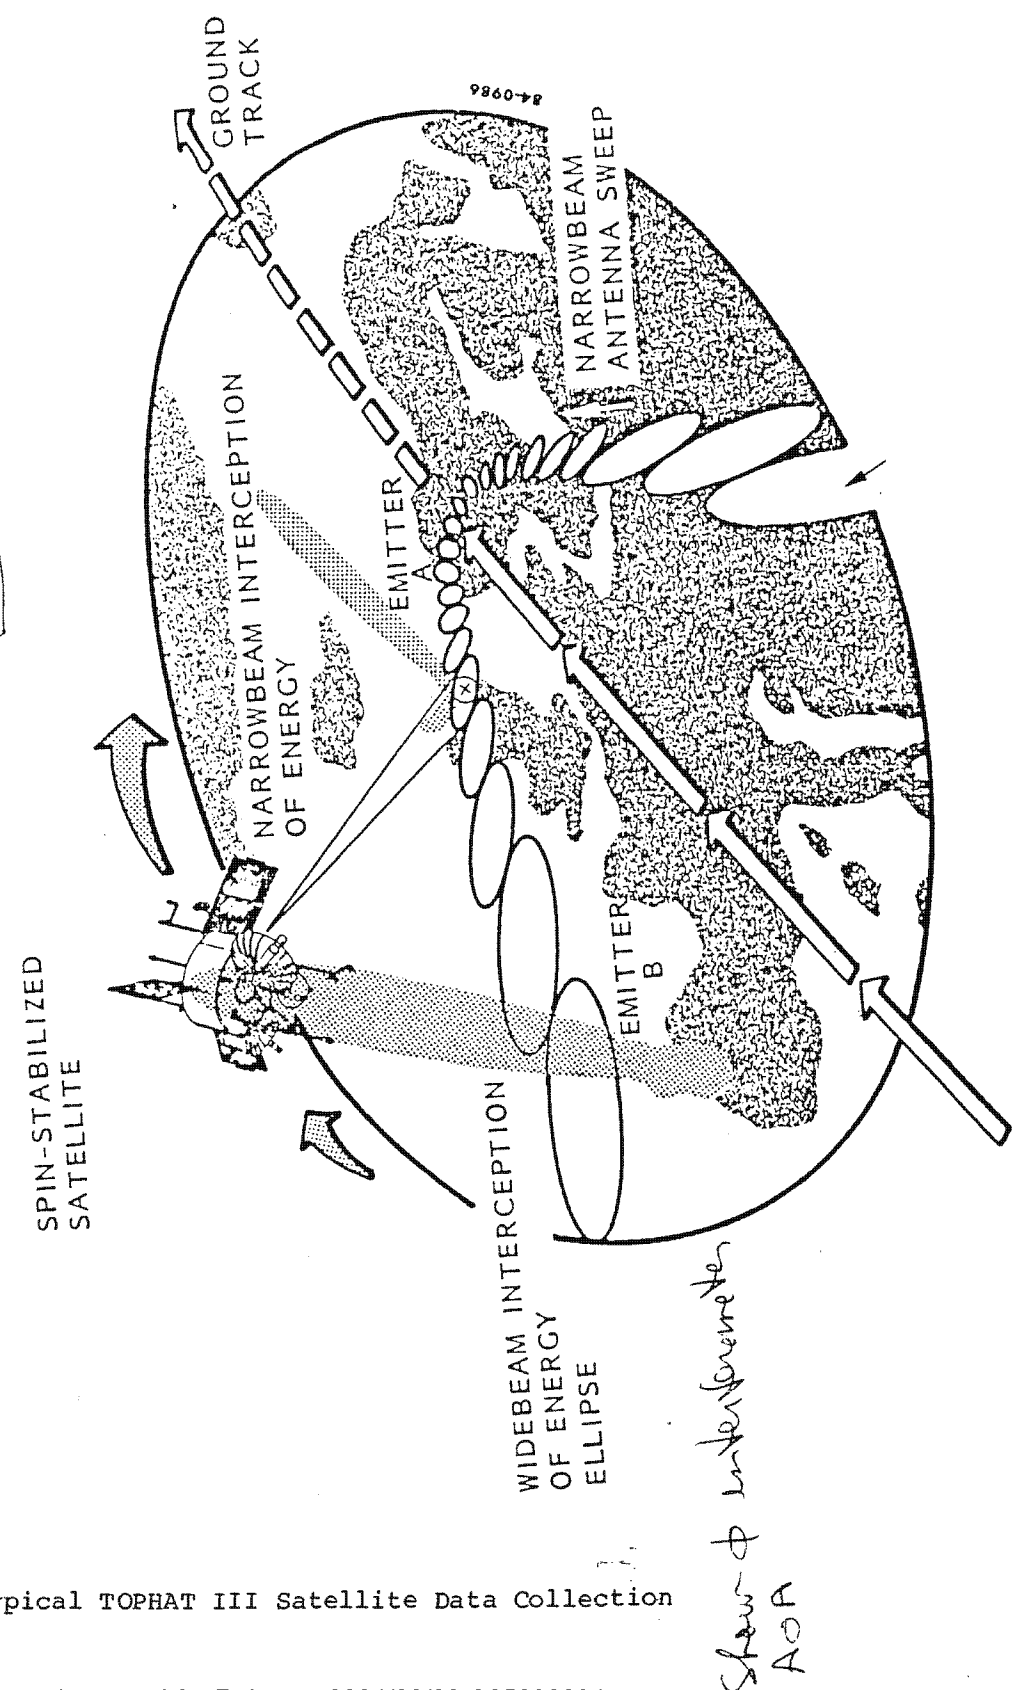 SPIN-STABILIZED
SATELLITE
GROUND
TRACK
NARROWBEAM INTERCEPTION
OF ENERGY
EMITTER
A
84-0986
NARROWBEAM
ANTENNA SWEEP
EMITTER
B
WIDEBEAM INTERCEPTION
OF ENERGY
ELLIPSE
Show φ interferometer
AOA
ypical TOPHAT III Satellite Data Collection